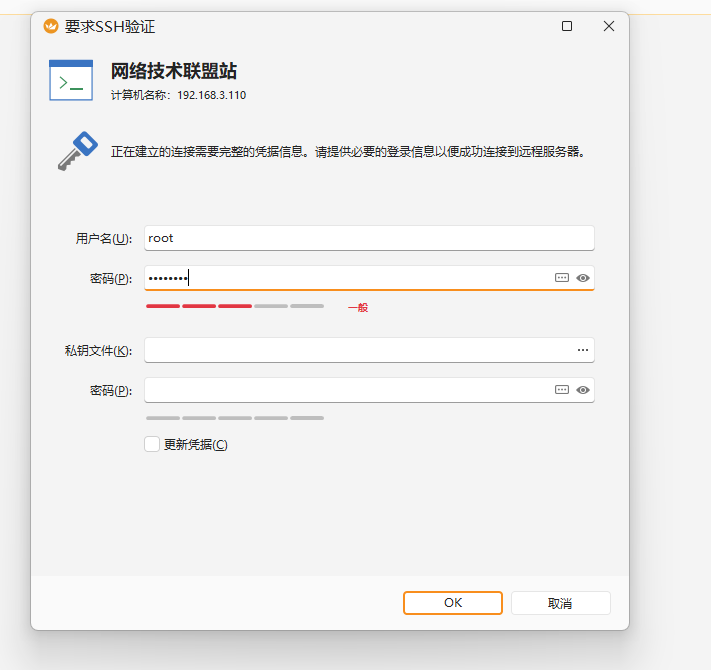 要求SSH验证
网络技术联盟站
计算机名称: 192.168.3.110
正在建立的连接需要完整的凭据信息。请提供必要的登录信息以便成功连接到远程服务器。
用户名(U): root
密码(P): ••••••••
一般
私钥文件(K):
密码(P):
更新凭据(C)
OK 取消